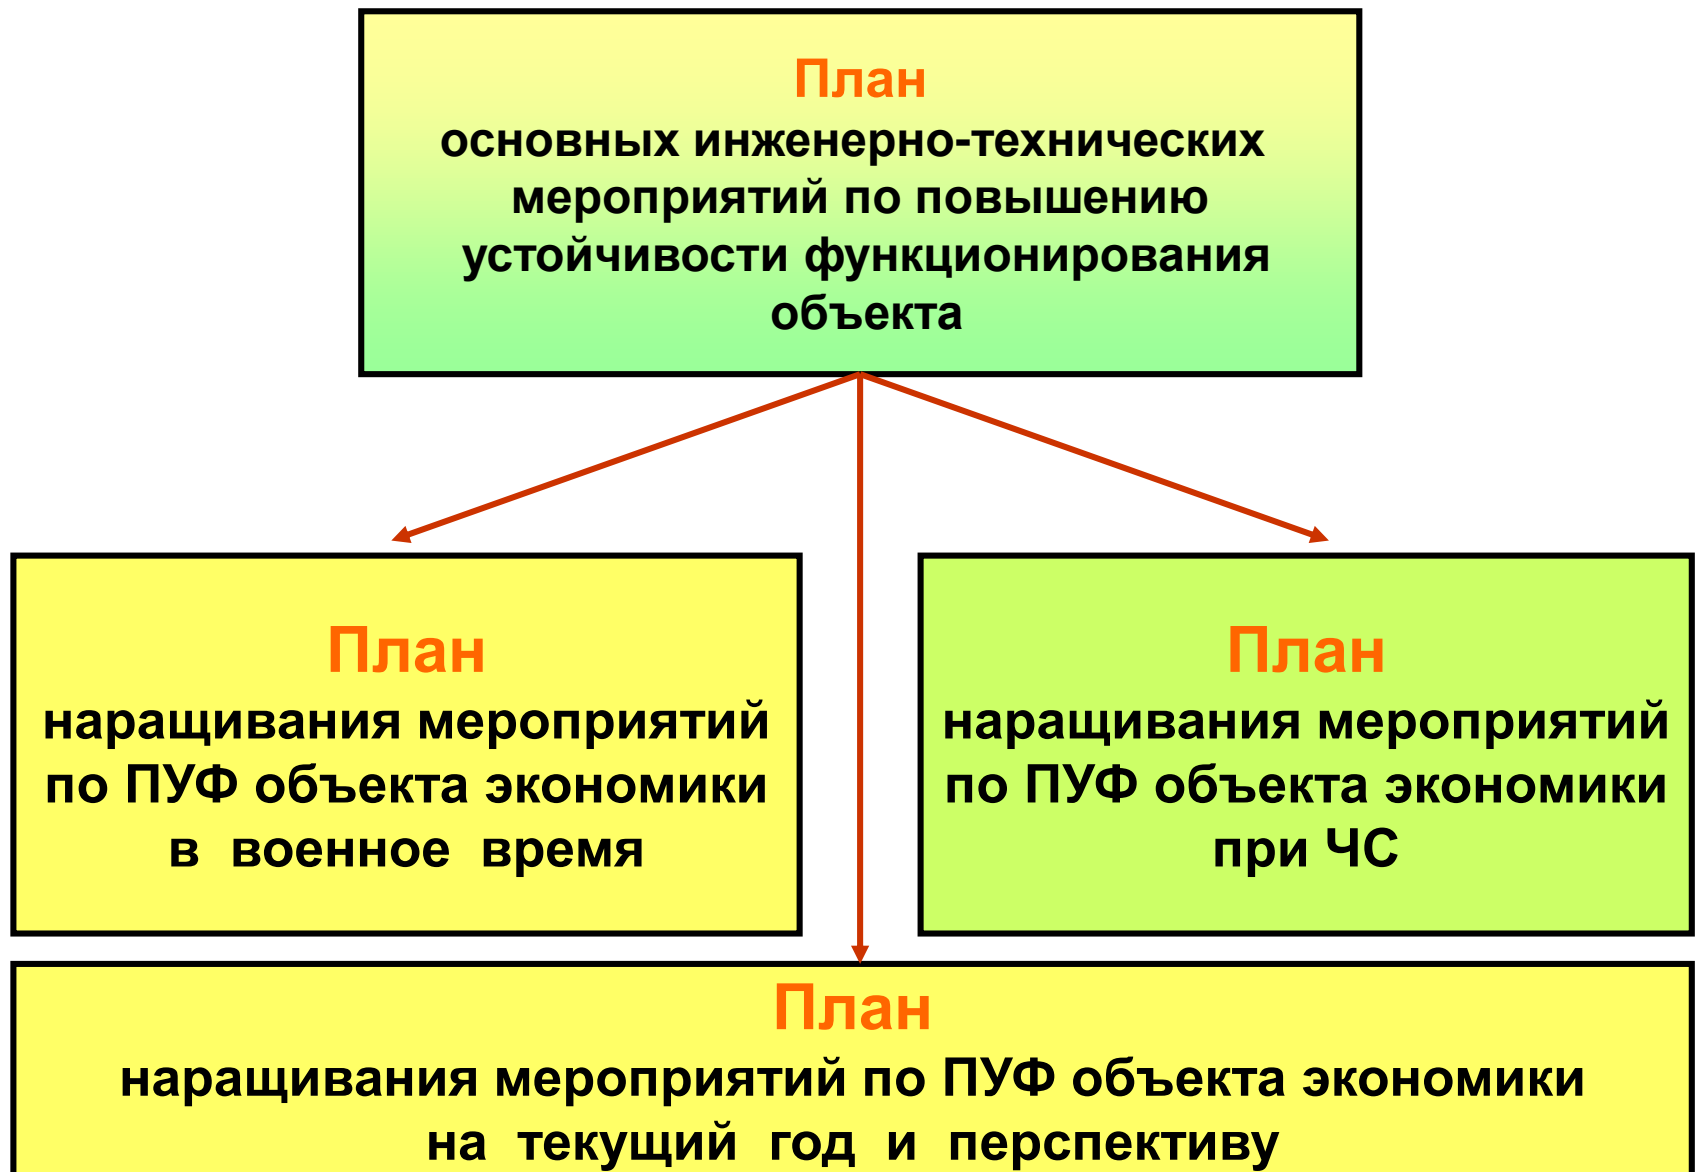 План
основных инженерно-технических
мероприятий по повышению
устойчивости функционирования
объекта
План
наращивания мероприятий
по ПУФ объекта экономики
в военное время
План
наращивания мероприятий
по ПУФ объекта экономики
при ЧС
План
наращивания мероприятий по ПУФ объекта экономики
на текущий год и перспективу